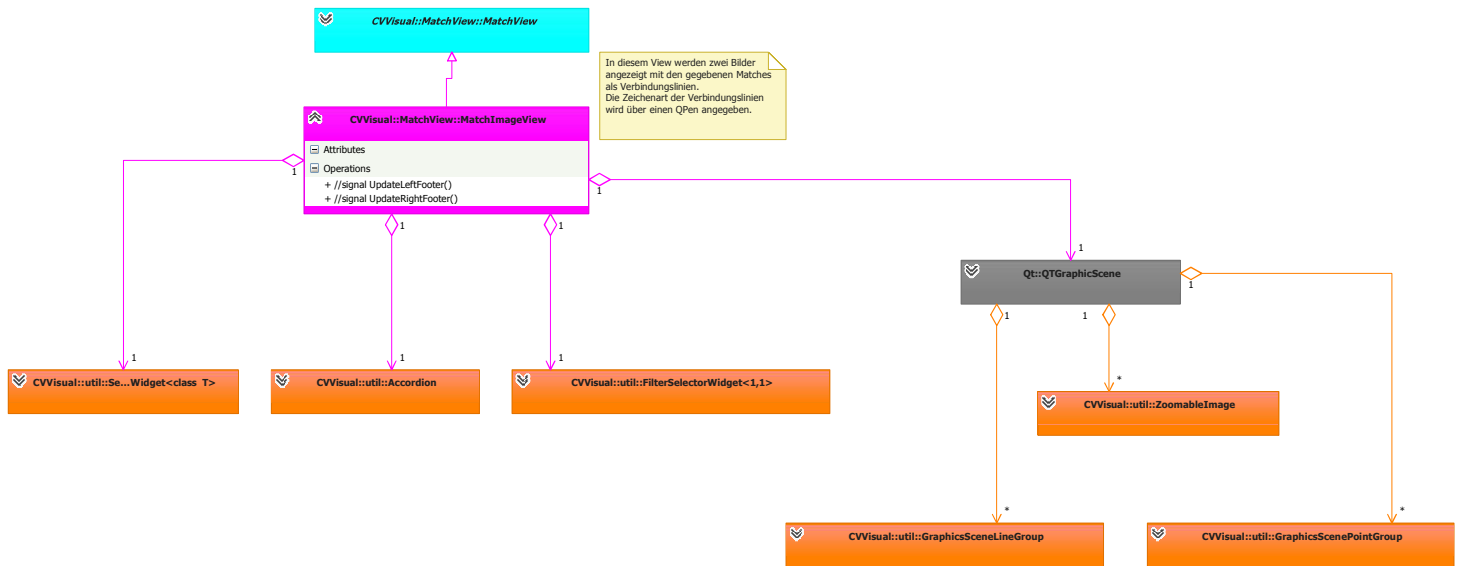 CVVisual::MatchView::MatchView
In diesem View werden zwei Bilder
angezeigt mit den gegebenen Matches
als Verbindungslinien.
Die Zeichenart der Verbindungslinien
wird über einen QPen angegeben.
CVVisual::MatchView::MatchImageView
Attributes
Operations
+ //signal UpdateLeftFooter()
+ //signal UpdateRightFooter()
1
1
1
1
1
Qt::QTGraphicScene
1
1
1
1
1
1
CVVisual::util::Se...Widget<class T>
CVVisual::util::Accordion
CVVisual::util::FilterSelectorWidget<1,1>
*
CVVisual::util::ZoomableImage
*
*
CVVisual::util::GraphicsSceneLineGroup
CVVisual::util::GraphicsScenePointGroup